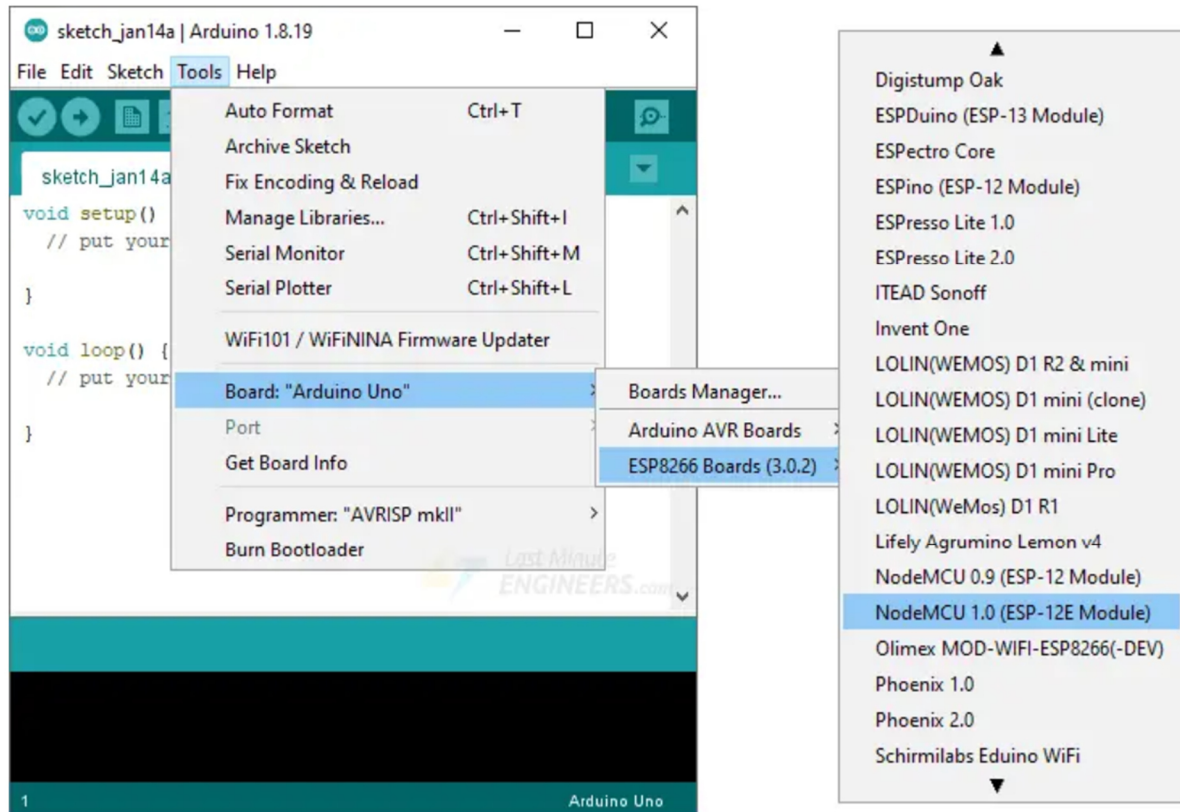 sketch_jan14a | Arduino 1.8.19
File Edit Sketch Tools Help
sketch_jan14a
void setup()
// put your
}
void loop() {
// put your
}
Auto Format Ctrl+T
Archive Sketch
Fix Encoding & Reload
Manage Libraries... Ctrl+Shift+I
Serial Monitor Ctrl+Shift+M
Serial Plotter Ctrl+Shift+L
WiFi101 / WiFiNINA Firmware Updater
Board: "Arduino Uno"
Port
Get Board Info
Programmer: "AVRISP mkII"
Burn Bootloader
Boards Manager...
Arduino AVR Boards
ESP8266 Boards (3.0.2)
Digistump Oak
ESPDuino (ESP-13 Module)
ESPectro Core
ESPino (ESP-12 Module)
ESPresso Lite 1.0
ESPresso Lite 2.0
ITEAD Sonoff
Invent One
LOLIN(WEMOS) D1 R2 & mini
LOLIN(WEMOS) D1 mini (clone)
LOLIN(WEMOS) D1 mini Lite
LOLIN(WEMOS) D1 mini Pro
LOLIN(WeMos) D1 R1
Lifely Agrumino Lemon v4
NodeMCU 0.9 (ESP-12 Module)
NodeMCU 1.0 (ESP-12E Module)
Olimex MOD-WIFI-ESP8266(-DEV)
Phoenix 1.0
Phoenix 2.0
Schirmilabs Eduino WiFi
Last Minute
ENGINEERS.com
1 Arduino Uno